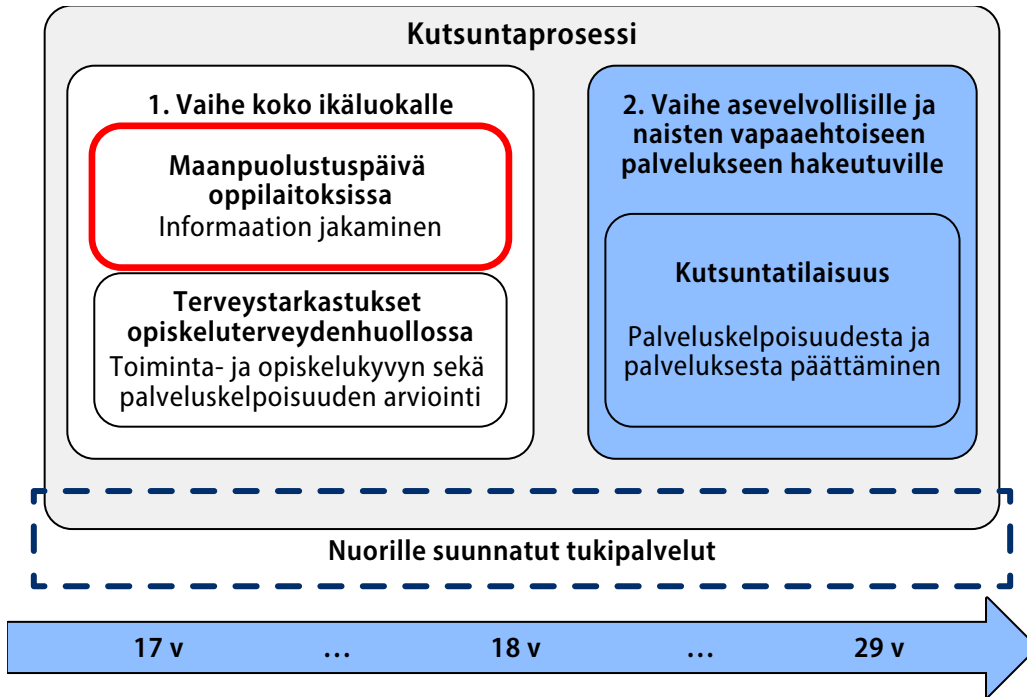 Kutsuntaprosessi
1. Vaihe koko ikäluokalle
Maanpuolustuspäivä
oppilaitoksissa
Informaation jakaminen
Terveystarkastukset
opiskeluterveydenhuollossa
Toiminta- ja opiskelukyvyn sekä
palveluskelpoisuuden arviointi
2. Vaihe asevelvollisille ja
naisten vapaaehtoiseen
palvelukseen hakeutuville
Kutsuntatilaisuus
Palveluskelpoisuudesta ja
palveluksesta päättäminen
Nuorille suunnatut tukipalvelut
17 v ... 18 v ... 29 v